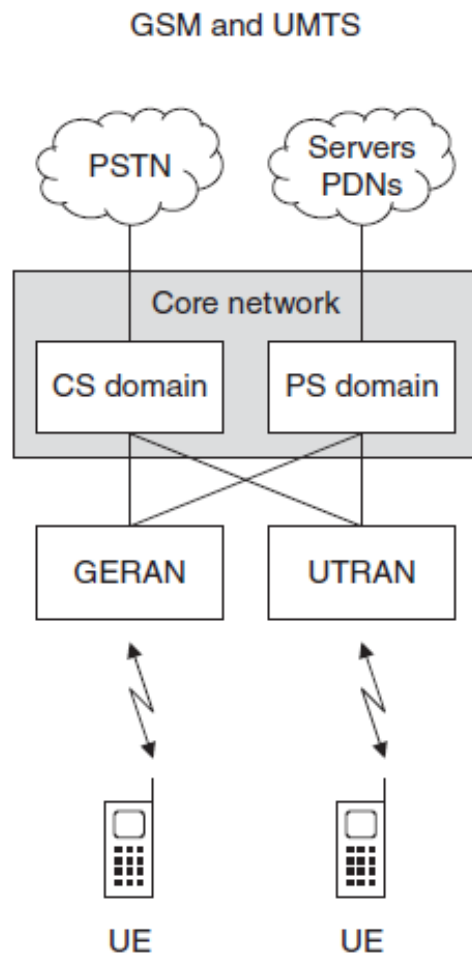 GSM and UMTS
PSTN
Servers
PDNs
Core network
CS domain
PS domain
GERAN
UTRAN
UE
UE